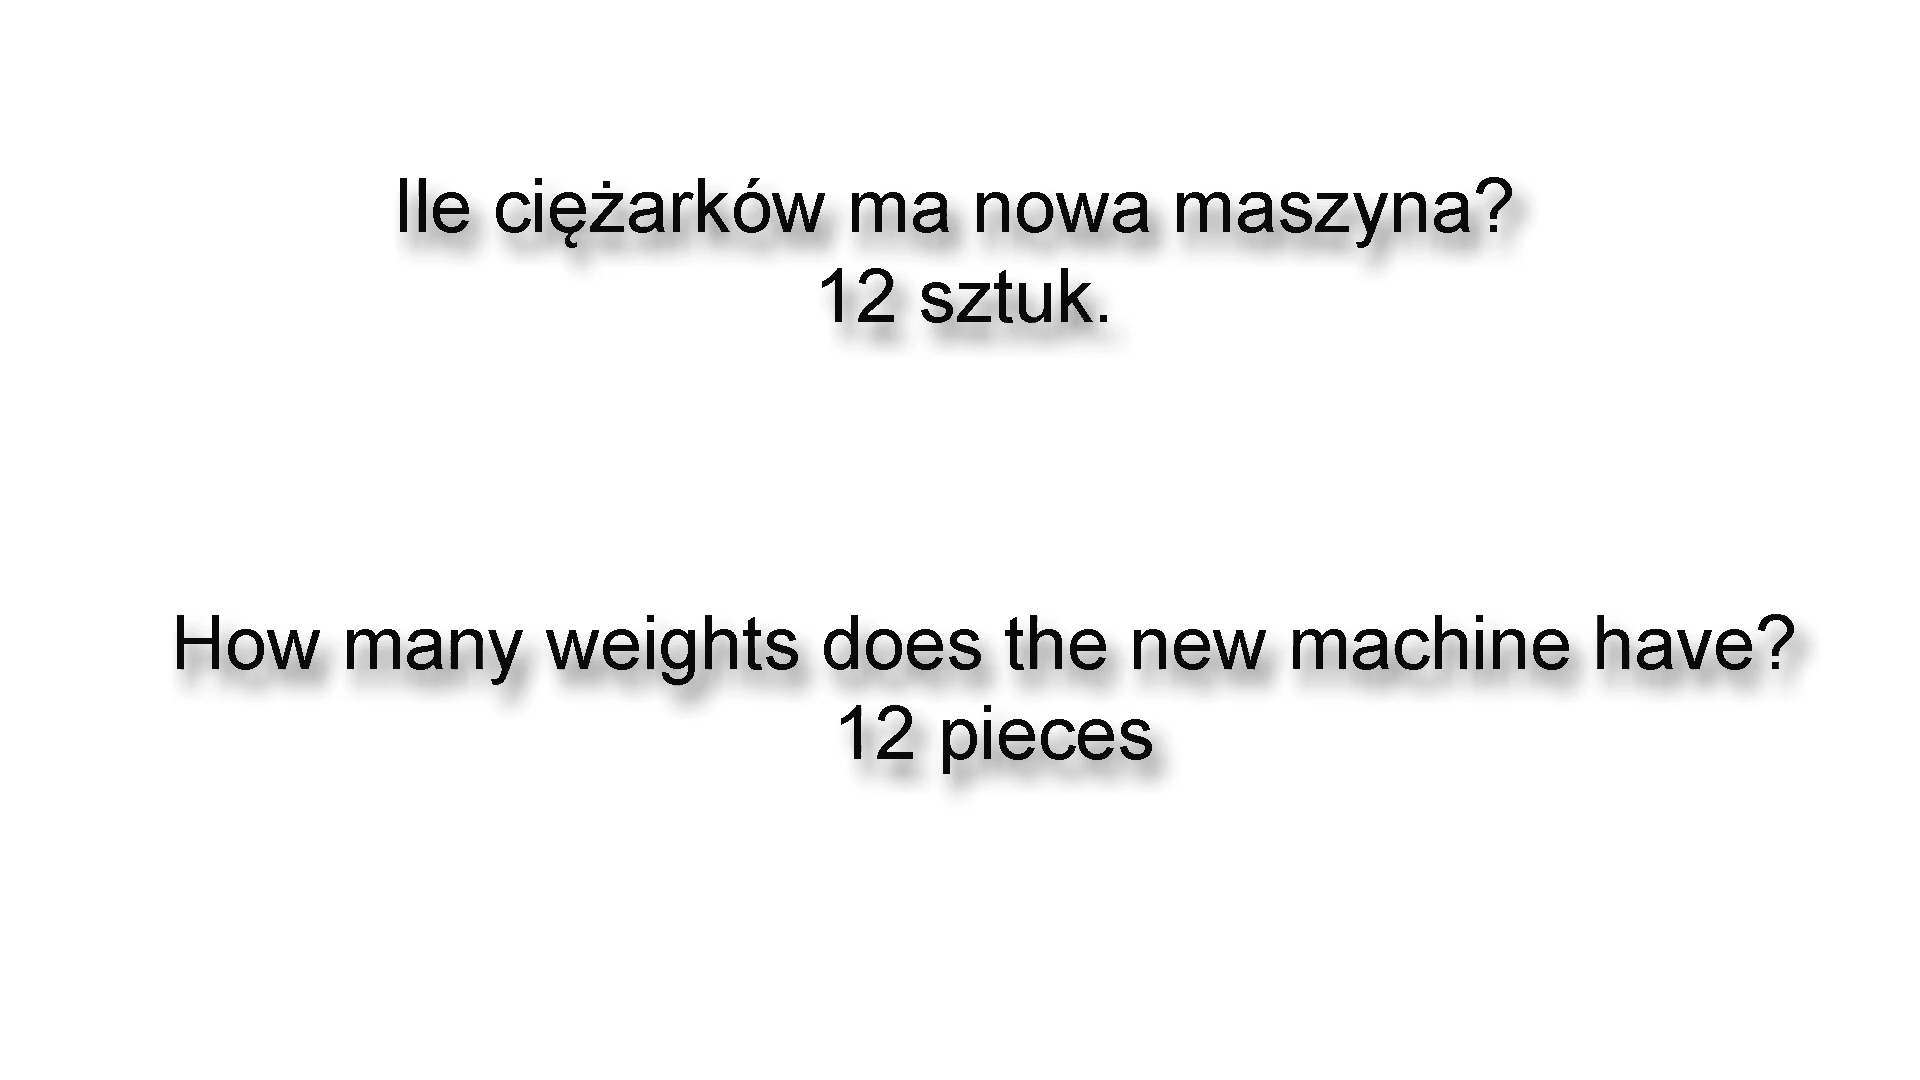 Ile ciężarków ma nowa maszyna?
12 sztuk.
How many weights does the new machine have?
12 pieces